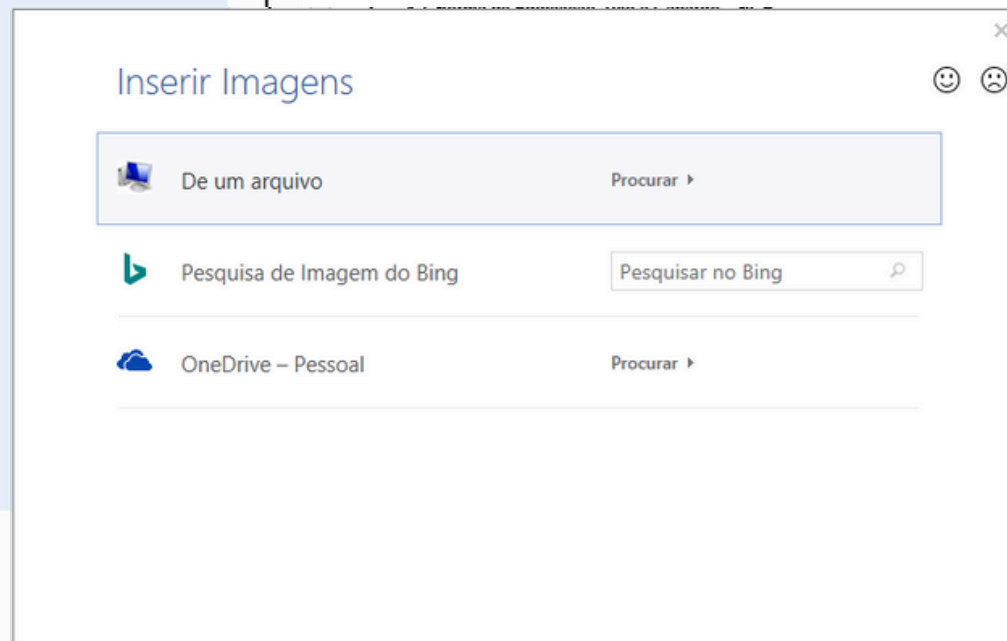 Inserir Imagens
De um arquivo
Procurar
Pesquisa de Imagem do Bing
Pesquisar no Bing
OneDrive – Pessoal
Procurar